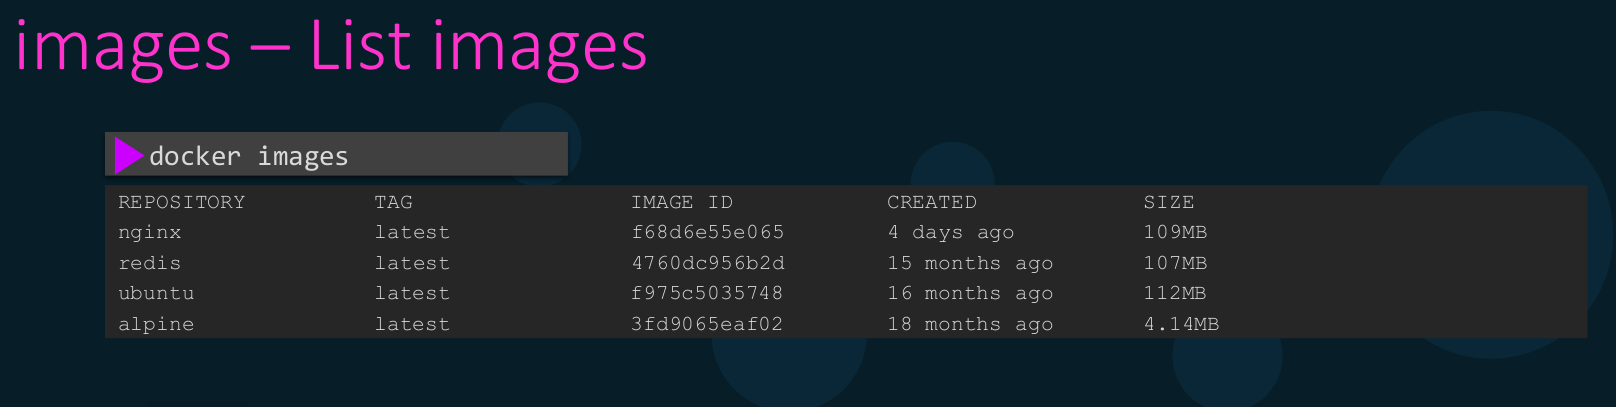 images – List images
docker images
REPOSITORY TAG IMAGE ID CREATED SIZE
nginx latest f68d6e55e065 4 days ago 109MB
redis latest 4760dc956b2d 15 months ago 107MB
ubuntu latest f975c5035748 16 months ago 112MB
alpine latest 3fd9065eaf02 18 months ago 4.14MB